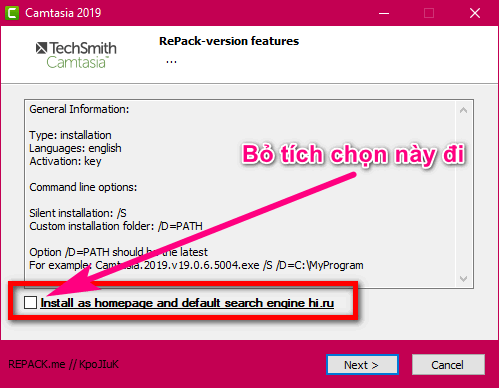 Camtasia 2019
TechSmith
Camtasia™
RePack-version features
...
General Information:
Type: installation
Languages: english
Activation: key
Command line options:
Silent installation: /S
Custom installation folder: /D=PATH
Option /D=PATH should be the latest
For example: Camtasia.2019.v19.0.6.5004.exe /S /D=C:\MyProgram
Bỏ tích chọn này đi
Install as homepage and default search engine hi.ru
REPACK.me // KpoJIuK
Next >
Cancel